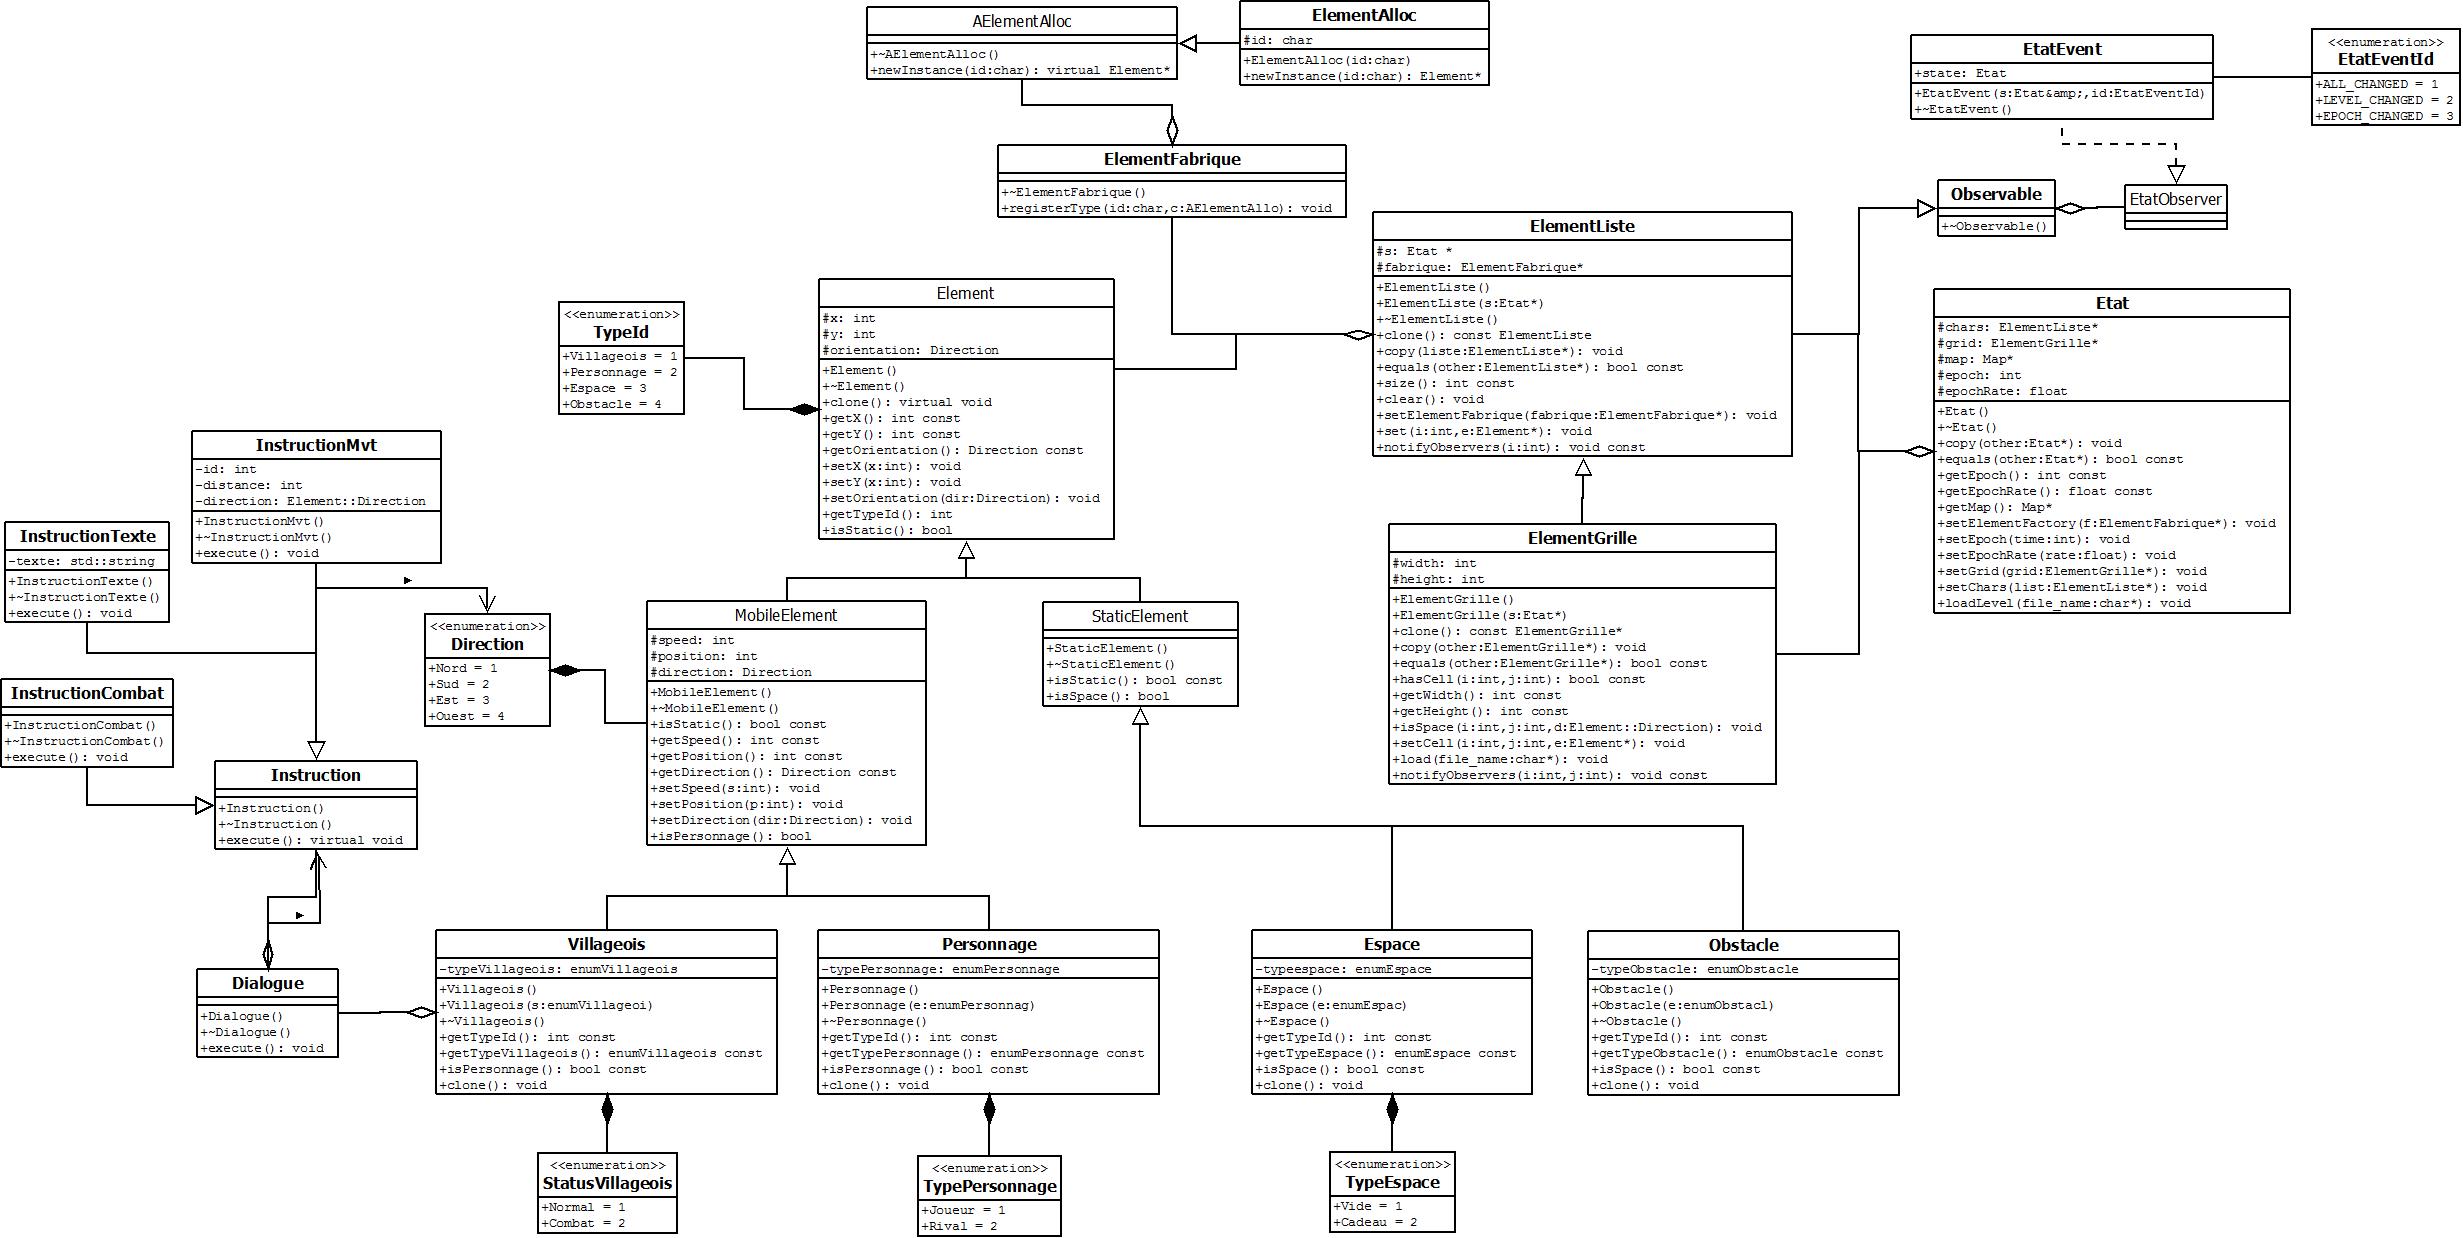 AElementAlloc
+~AElementAlloc()
+newInstance(id:char): virtual Element*
ElementAlloc
#id: char
+ElementAlloc(id:char)
+newInstance(id:char): Element*
EtatEvent
+state: Etat
+EtatEvent(s:Etat&amp;,id:EtatEventId)
+~EtatEvent()
<<enumeration>>
EtatEventId
+ALL_CHANGED = 1
+LEVEL_CHANGED = 2
+EPOCH_CHANGED = 3
ElementFabrique
+~ElementFabrique()
+registerType(id:char,c:AElementAllo): void
Observable
+~Observable()
EtatObserver
ElementListe
#s: Etat *
#fabrique: ElementFabrique*
+ElementListe()
+ElementListe(s:Etat*)
+~ElementListe()
+clone(): const ElementListe
+copy(liste:ElementListe*): void
+equals(other:ElementListe*): bool const
+size(): int const
+clear(): void
+setElementFabrique(fabrique:ElementFabrique*): void
+set(i:int,e:Element*): void
+notifyObservers(i:int): void const
Element
#x: int
#y: int
#orientation: Direction
+Element()
+~Element()
+clone(): virtual void
+getX(): int const
+getY(): int const
+getOrientation(): Direction const
+setX(x:int): void
+setY(x:int): void
+setOrientation(dir:Direction): void
+getTypeId(): int
+isStatic(): bool
<<enumeration>>
TypeId
+Villageois = 1
+Personnage = 2
+Espace = 3
+Obstacle = 4
Etat
#chars: ElementListe*
#grid: ElementGrille*
#map: Map*
#epoch: int
#epochRate: float
+Etat()
+~Etat()
+copy(other:Etat*): void
+equals(other:Etat*): bool const
+getEpoch(): int const
+getEpochRate(): float const
+getMap(): Map*
+setElementFactory(f:ElementFabrique*): void
+setEpoch(time:int): void
+setEpochRate(rate:float): void
+setGrid(grid:ElementGrille*): void
+setChars(list:ElementListe*): void
+loadLevel(file_name:char*): void
InstructionMvt
-id: int
-distance: int
-direction: Element::Direction
+InstructionMvt()
+~InstructionMvt()
+execute(): void
InstructionTexte
-texte: std::string
+InstructionTexte()
+~InstructionTexte()
+execute(): void
ElementGrille
#width: int
#height: int
+ElementGrille()
+ElementGrille(s:Etat*)
+clone(): const ElementGrille*
+copy(other:ElementGrille*): void
+equals(other:ElementGrille*): bool const
+hasCell(i:int,j:int): bool const
+getWidth(): int const
+getHeight(): int const
+isSpace(i:int,j:int,d:Element::Direction): void
+setCell(i:int,j:int,e:Element*): void
+load(file_name:char*): void
+notifyObservers(i:int,j:int): void const
<<enumeration>>
Direction
+Nord = 1
+Sud = 2
+Est = 3
+Ouest = 4
MobileElement
#speed: int
#position: int
#direction: Direction
+MobileElement()
+~MobileElement()
+isStatic(): bool const
+getSpeed(): int const
+getPosition(): int const
+getDirection(): Direction const
+setSpeed(s:int): void
+setPosition(p:int): void
+setDirection(dir:Direction): void
+isPersonnage(): bool
StaticElement
+StaticElement()
+~StaticElement()
+isStatic(): bool const
+isSpace(): bool
InstructionCombat
+InstructionCombat()
+~InstructionCombat()
+execute(): void
Instruction
+Instruction()
+~Instruction()
+execute(): virtual void
Dialogue
+Dialogue()
+~Dialogue()
+execute(): void
Villageois
-typeVillageois: enumVillageois
+Villageois()
+Villageois(s:enumVillageoi)
+~Villageois()
+getTypeId(): int const
+getTypeVillageois(): enumVillageois const
+isPersonnage(): bool const
+clone(): void
Personnage
-typePersonnage: enumPersonnage
+Personnage()
+Personnage(e:enumPersonnag)
+~Personnage()
+getTypeId(): int const
+getTypePersonnage(): enumPersonnage const
+isPersonnage(): bool const
+clone(): void
Espace
-typeespace: enumEspace
+Espace()
+Espace(e:enumEspac)
+~Espace()
+getTypeId(): int const
+getTypeEspace(): enumEspace const
+isSpace(): bool const
+clone(): void
Obstacle
-typeObstacle: enumObstacle
+Obstacle()
+Obstacle(e:enumObstacl)
+~Obstacle()
+getTypeId(): int const
+getTypeObstacle(): enumObstacle const
+isSpace(): bool const
+clone(): void
<<enumeration>>
StatusVillageois
+Normal = 1
+Combat = 2
<<enumeration>>
TypePersonnage
+Joueur = 1
+Rival = 2
<<enumeration>>
TypeEspace
+Vide = 1
+Cadeau = 2